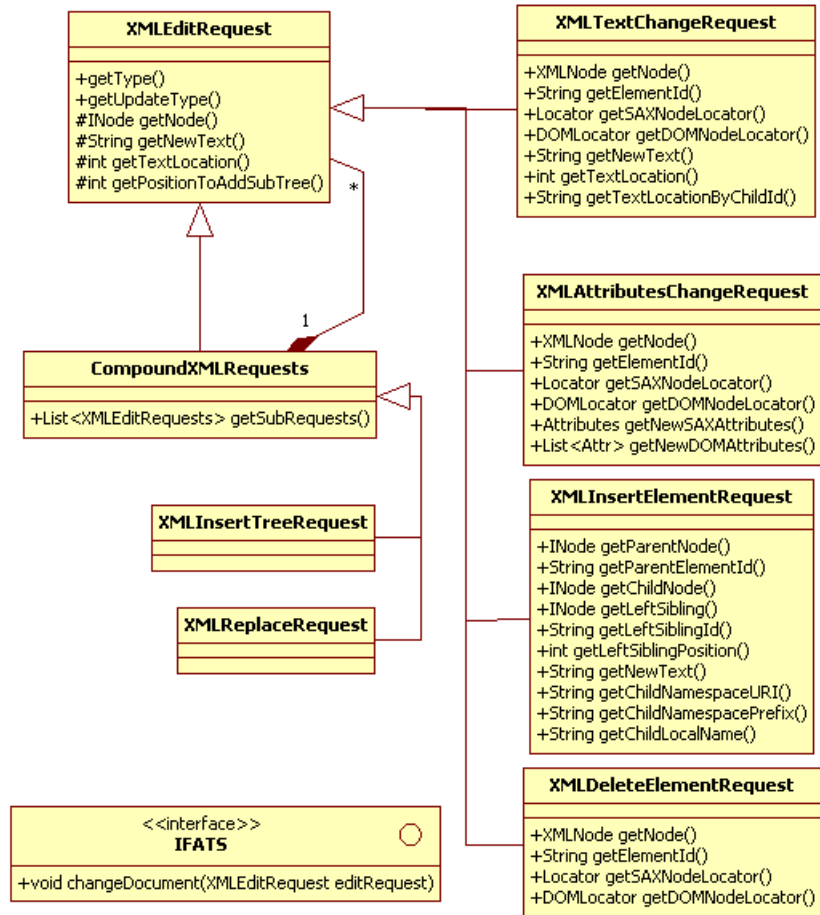 XMLEditRequest
+getType()
+getUpdateType()
#INode getNode()
#String getNewText()
#int getTextLocation()
#int getPositionToAddSubTree()
*
1
CompoundXMLRequests
+List<XMLEditRequests> getSubRequests()
XMLInsertTreeRequest
XMLReplaceRequest
<<interface>>
IFATS
+void changeDocument(XMLEditRequest editRequest)
XMLTextChangeRequest
+XMLNode getNode()
+String getElementId()
+Locator getSAXNodeLocator()
+DOMLocator getDOMNodeLocator()
+String getNewText()
+int getTextLocation()
+String getTextLocationByChildId()
XMLAttributesChangeRequest
+XMLNode getNode()
+String getElementId()
+Locator getSAXNodeLocator()
+DOMLocator getDOMNodeLocator()
+Attributes getNewSAXAttributes()
+List<Attr> getNewDOMAttributes()
XMLInsertElementRequest
+INode getParentNode()
+String getParentElementId()
+INode getChildNode()
+INode getLeftSibling()
+String getLeftSiblingId()
+int getLeftSiblingPosition()
+String getNewText()
+String getChildNamespaceURI()
+String getChildNamespacePrefix()
+String getChildLocalName()
XMLDeleteElementRequest
+XMLNode getNode()
+String getElementId()
+Locator getSAXNodeLocator()
+DOMLocator getDOMNodeLocator()